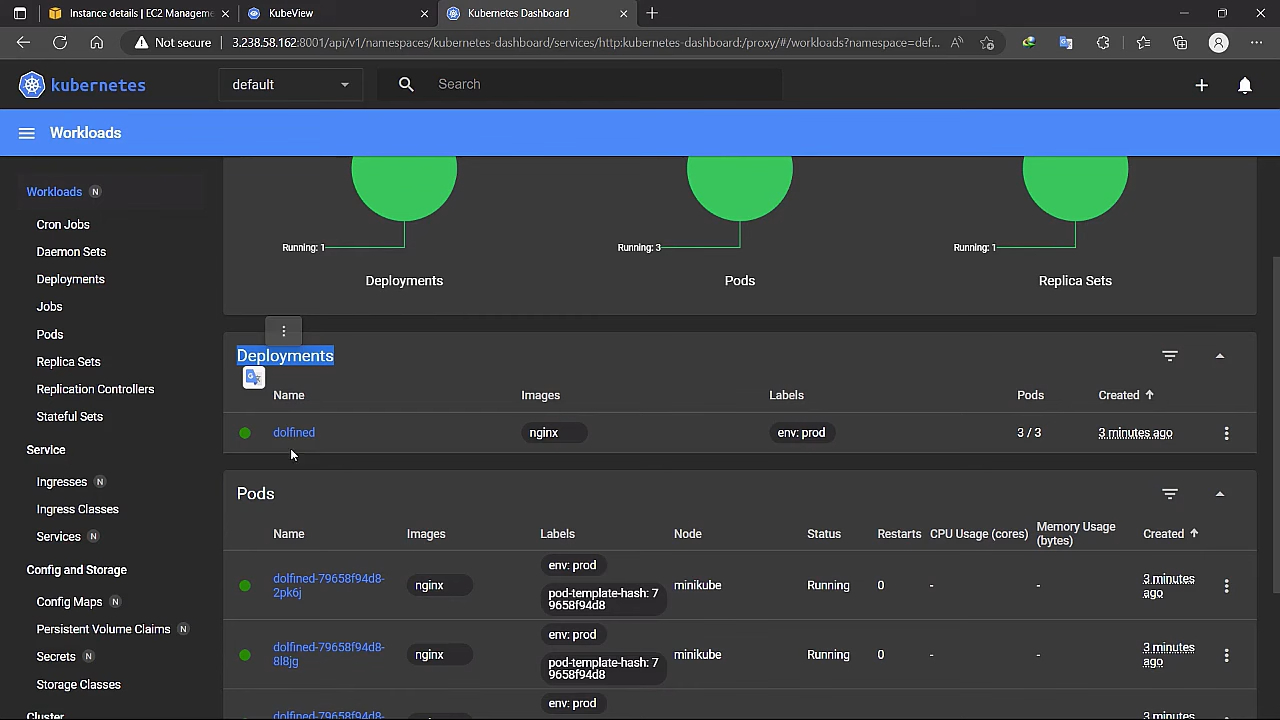 Instance details | EC2 Manageme
KubeView
Kubernetes Dashboard
Not secure
3.238.58.162:8001/api/v1/namespaces/kubernetes-dashboard/services/http:kubernetes-dashboard:/proxy/#/workloads?namespace=def...
kubernetes
default
Search
Workloads
Workloads N
Cron Jobs
Daemon Sets
Deployments
Jobs
Pods
Replica Sets
Replication Controllers
Stateful Sets
Service
Ingresses N
Ingress Classes
Services N
Config and Storage
Config Maps N
Persistent Volume Claims N
Secrets N
Storage Classes
Cluster
Running: 1
Running: 3
Running: 1
Deployments
Pods
Replica Sets
Deployments
Name Images Labels Pods Created
dolfined nginx env: prod 3 / 3 3 minutes ago
Pods
Name Images Labels Node Status Restarts CPU Usage (cores) Memory Usage
(bytes) Created
env: prod
dolfined-79658f94d8- 3 minutes
nginx minikube Running 0 - -
2pk6j pod-template-hash: 7 ago
9658f94d8
env: prod
dolfined-79658f94d8- 3 minutes
nginx minikube Running 0 - -
8l8jg pod-template-hash: 7 ago
9658f94d8
env: prod
dolfined-79658f94d8- 3 minutes